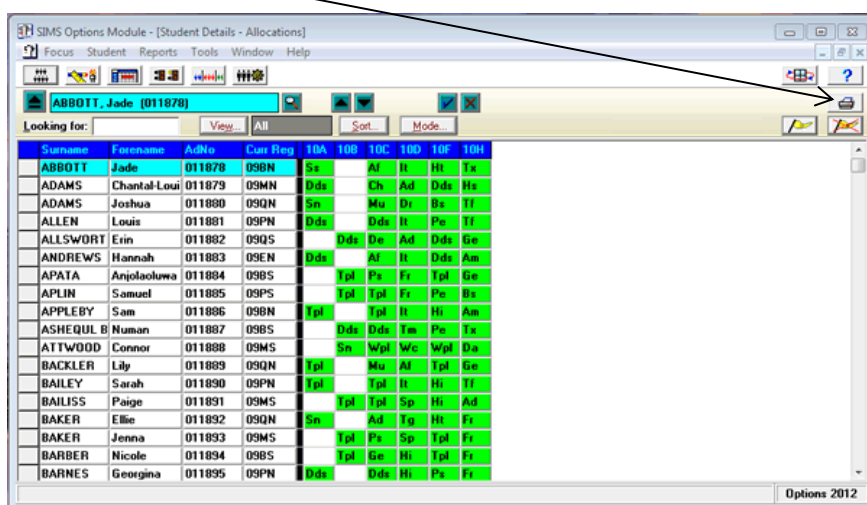 SIMS Options Module - [Student Details - Allocations]
Focus Student Reports Tools Window Help
?
ABBOTT, Jade (011878)
Looking for: View... All Sort... Mode...
Surname Forename AdNo Curr Reg 10A 10B 10C 10D 10F 10H
ABBOTT Jade 011878 09BN Ss Af It Ht Tx
ADAMS Chantal-Loui 011879 09MN Dds Ch Ad Dds Hs
ADAMS Joshua 011880 09QN Sn Mu Dr Bs Tf
ALLEN Louis 011881 09PN Dds Dds It Pe Tf
ALLSWORT Erin 011882 09QS Dds De Ad Dds Ge
ANDREWS Hannah 011883 09EN Dds Af It Dds Am
APATA Anjolaoluwa 011884 09BS Tpl Ps Fr Tpl Ge
APLIN Samuel 011885 09PS Tpl Tpl Fr Pe Bs
APPLEBY Sam 011886 09BN Tpl Tpl It Hi Am
ASHEQUL B Numan 011887 09BS Dds Dds Tm Pe Tx
ATTWOOD Connor 011888 09MS Sn Wpl Wc Wpl Da
BACKLER Lily 011889 09QN Tpl Mu Af Tpl Ge
BAILEY Sarah 011890 09PN Tpl Tpl It Hi Tf
BAILISS Paige 011891 09MS Tpl Tpl Sp Hi Ad
BAKER Ellie 011892 09QN Sn Ad Tg Ht Fr
BAKER Jenna 011893 09MS Tpl Ps Sp Tpl Fr
BARBER Nicole 011894 09BS Tpl Ge Hi Tpl Fr
BARNES Georgina 011895 09PN Dds Dds Hi Ps Fr
Options 2012